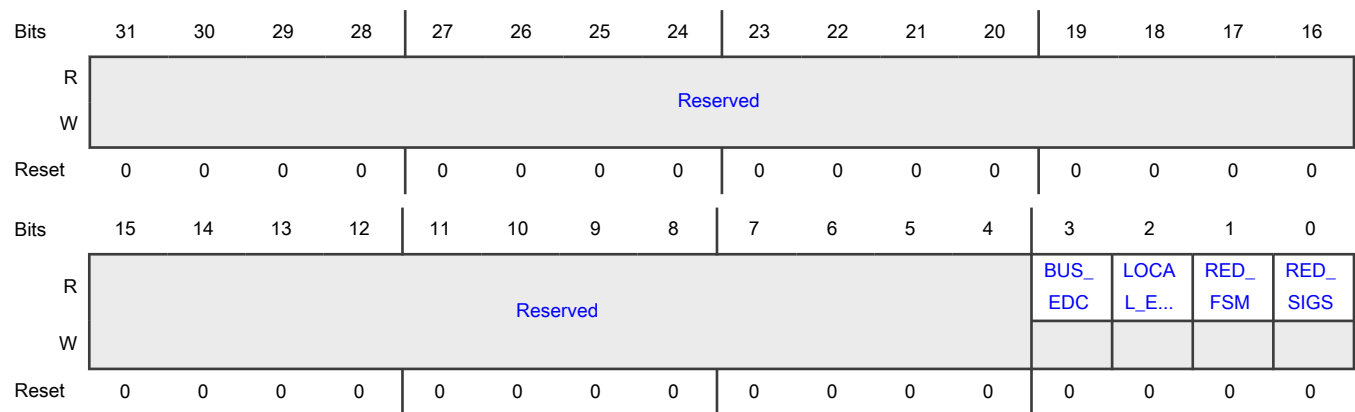 Bits 31 30 29 28 27 26 25 24 23 22 21 20 19 18 17 16
R
Reserved
W
Reset 0 0 0 0 0 0 0 0 0 0 0 0 0 0 0 0
Bits 15 14 13 12 11 10 9 8 7 6 5 4 3 2 1 0
R BUS_ LOCA RED_ RED_
EDC L_E... FSM SIGS
Reserved
W
Reset 0 0 0 0 0 0 0 0 0 0 0 0 0 0 0 0